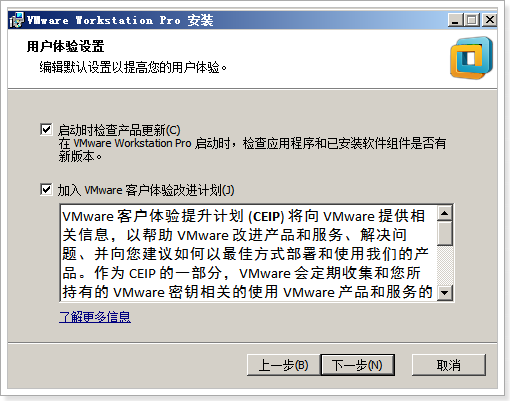 VMware Workstation Pro 安装
用户体验设置
编辑默认设置以提高您的用户体验。
启动时检查产品更新(C)
在 VMware Workstation Pro 启动时，检查应用程序和已安装软件组件是否有
新版本。
加入 VMware 客户体验改进计划(J)
VMware 客户体验提升计划 (CEIP) 将向 VMware 提供相
关信息，以帮助 VMware 改进产品和服务、解决问
题、并向您建议如何以最佳方式部署和使用我们的产
品。作为 CEIP 的一部分，VMware 会定期收集和您所
持有的 VMware 密钥相关的使用 VMware 产品和服务的
了解更多信息
上一步(B) 下一步(N) 取消